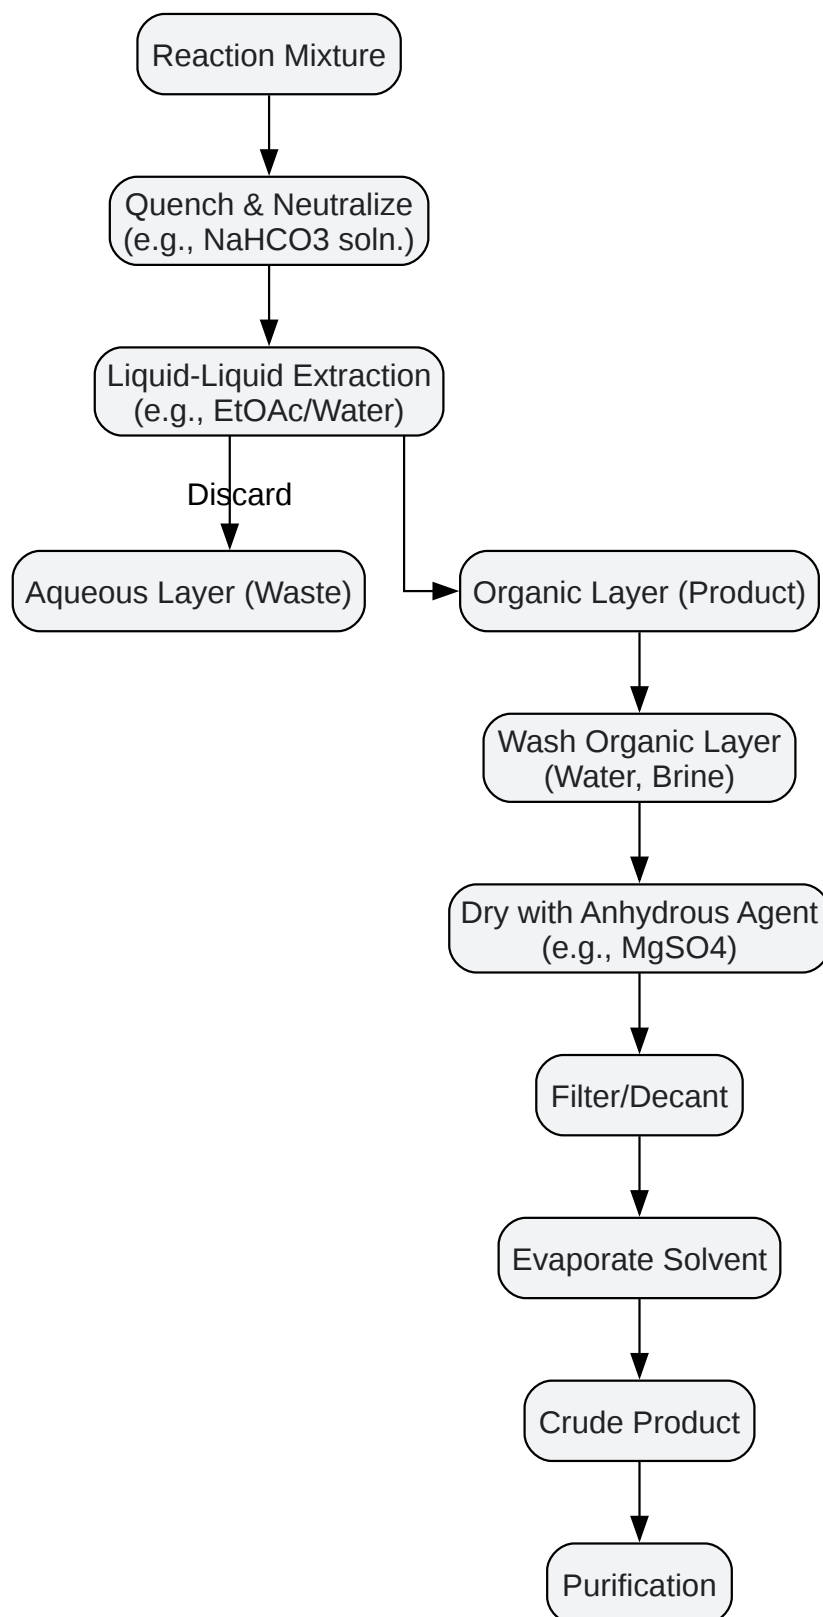 Reaction Mixture
Quench & Neutralize
(e.g., NaHCO3 soln.)
Liquid-Liquid Extraction
(e.g., EtOAc/Water)
Discard
Aqueous Layer (Waste)
Organic Layer (Product)
Wash Organic Layer
(Water, Brine)
Dry with Anhydrous Agent
(e.g., MgSO4)
Filter/Decant
Evaporate Solvent
Crude Product
Purification